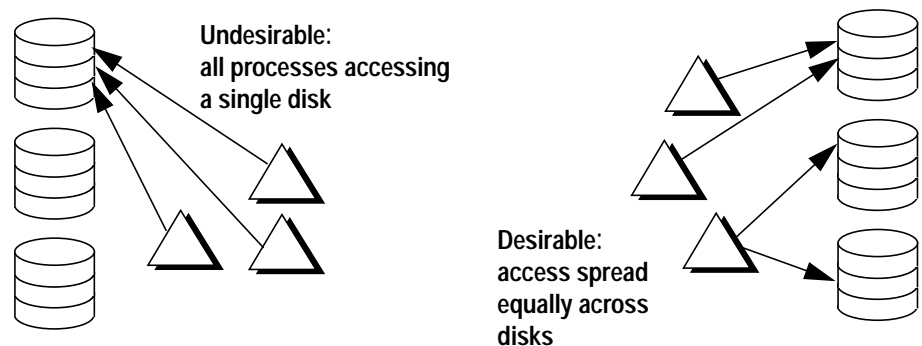 Undesirable:
all processes accessing
a single disk
Desirable:
access spread
equally across
disks